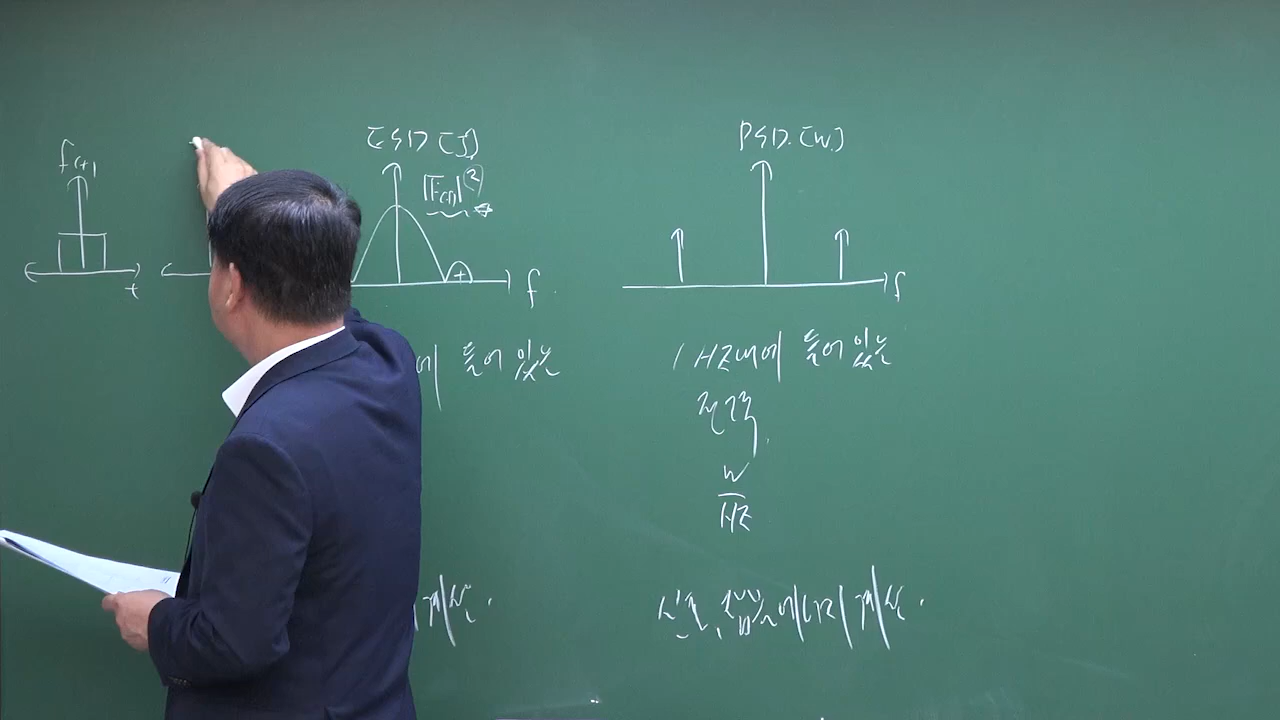 f(t)
t
ESD [J]
|F(f)|²
+
f
에 들어 있는
계산.
PSD. [W]
f
1 HZ내에 들어 있는
전력.
W
HZ
신호, 전송에너지 계산.